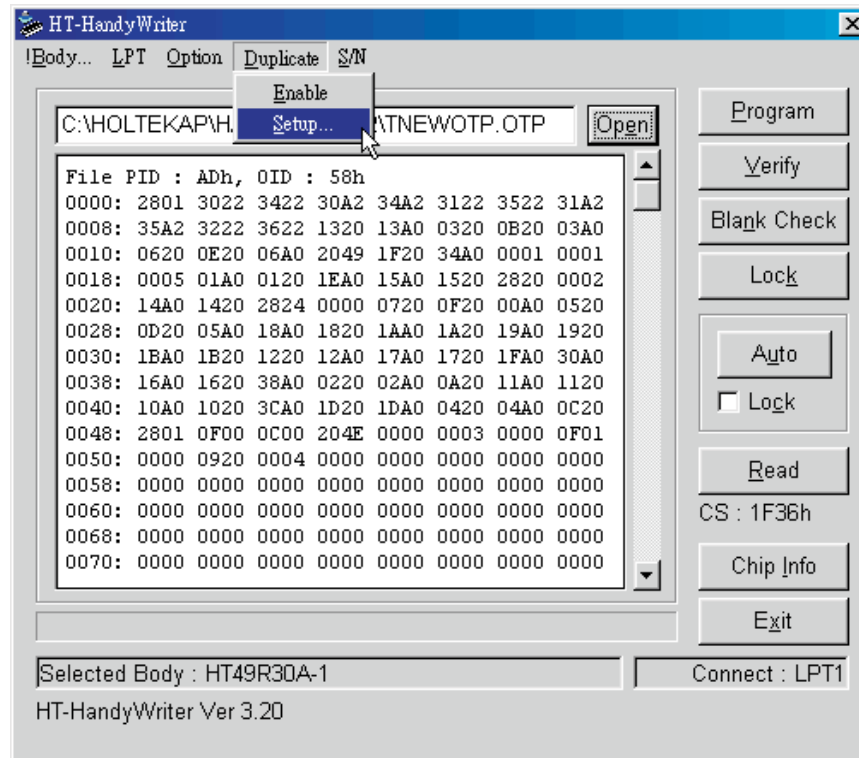 HT-HandyWriter
!Body... LPT Option Duplicate S/N
Enable
Setup...
C:\HOLTEKAP\H \TNEWOTP.OTP Open
File PID : ADh, OID : 58h
0000: 2801 3022 3422 30A2 34A2 3122 3522 31A2
0008: 35A2 3222 3622 1320 13A0 0320 0B20 03A0
0010: 0620 0E20 06A0 2049 1F20 34A0 0001 0001
0018: 0005 01A0 0120 1EA0 15A0 1520 2820 0002
0020: 14A0 1420 2824 0000 0720 0F20 00A0 0520
0028: 0D20 05A0 18A0 1820 1AA0 1A20 19A0 1920
0030: 1BA0 1B20 1220 12A0 17A0 1720 1FA0 30A0
0038: 16A0 1620 38A0 0220 02A0 0A20 11A0 1120
0040: 10A0 1020 3CA0 1D20 1DA0 0420 04A0 0C20
0048: 2801 0F00 0C00 204E 0000 0003 0000 0F01
0050: 0000 0920 0004 0000 0000 0000 0000 0000
0058: 0000 0000 0000 0000 0000 0000 0000 0000
0060: 0000 0000 0000 0000 0000 0000 0000 0000
0068: 0000 0000 0000 0000 0000 0000 0000 0000
0070: 0000 0000 0000 0000 0000 0000 0000 0000
Program
Verify
Blank Check
Lock
Auto
Lock
Read
CS : 1F36h
Chip Info
Exit
Selected Body : HT49R30A-1
Connect : LPT1
HT-HandyWriter Ver 3.20